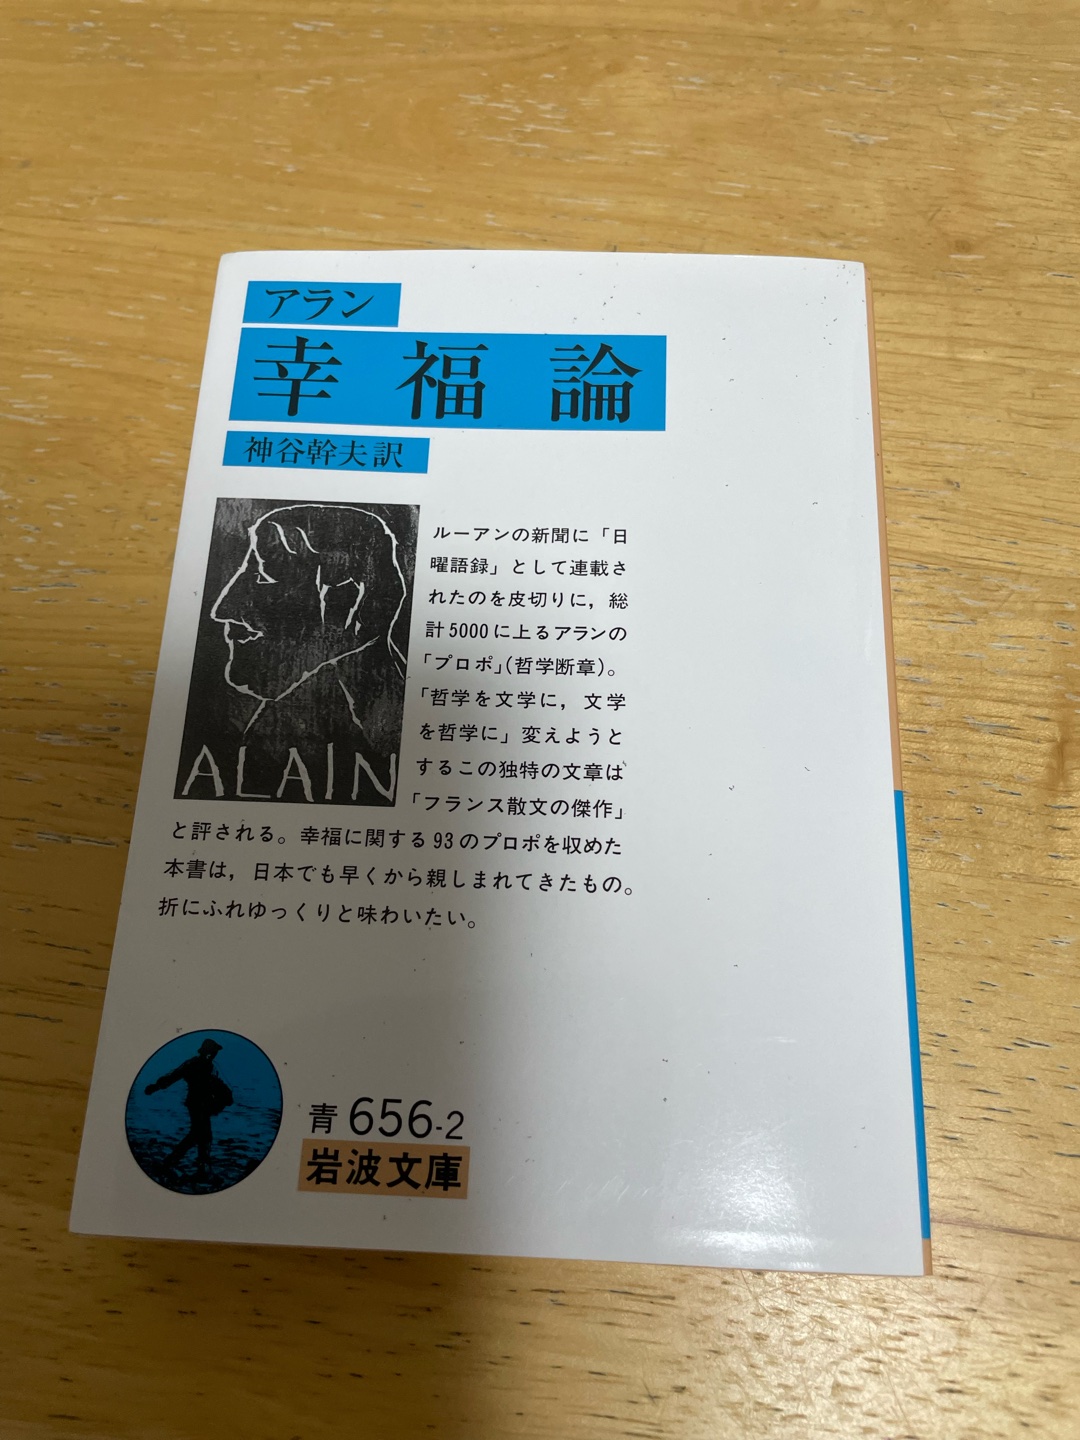 アラン
幸福論
神谷幹夫訳
ALAIN
ルーアンの新聞に「日
曜語録」として連載さ
れたのを皮切りに，総
計5000に上るアランの
「プロポ」(哲学断章)。
「哲学を文学に，文学
を哲学に」変えようと
するこの独特の文章は
「フランス散文の傑作」
と評される。幸福に関する93のプロポを収めた
本書は，日本でも早くから親しまれてきたもの。
折にふれゆっくりと味わいたい。
青656-2
岩波文庫